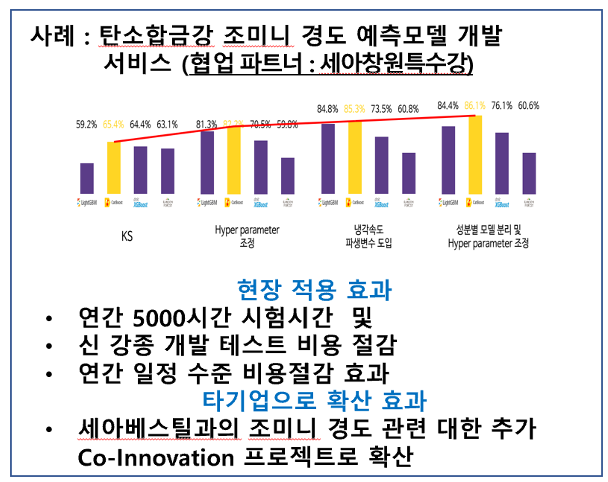 사례 : 탄소합금강 조미니 경도 예측모델 개발
서비스 (협업 파트너 : 세아창원특수강)
59.2% 65.4% 64.4% 63.1% 81.3% 70.5% 59.0% 84.8% 85.3% 73.5% 60.8% 84.4% 86.1% 76.1% 60.6%
LightGBM CatBoost XGBoost LightGBM CatBoost XGBoost LightGBM CatBoost XGBoost LightGBM CatBoost XGBoost
KS
Hyper parameter
조정
냉각속도
파생변수 도입
성분별 모델 분리 및
Hyper parameter 조정
현장 적용 효과
• 연간 5000시간 시험시간 및
• 신 강종 개발 테스트 비용 절감
• 연간 일정 수준 비용절감 효과
타기업으로 확산 효과
• 세아베스틸과의 조미니 경도 관련 대한 추가
Co-Innovation 프로젝트로 확산